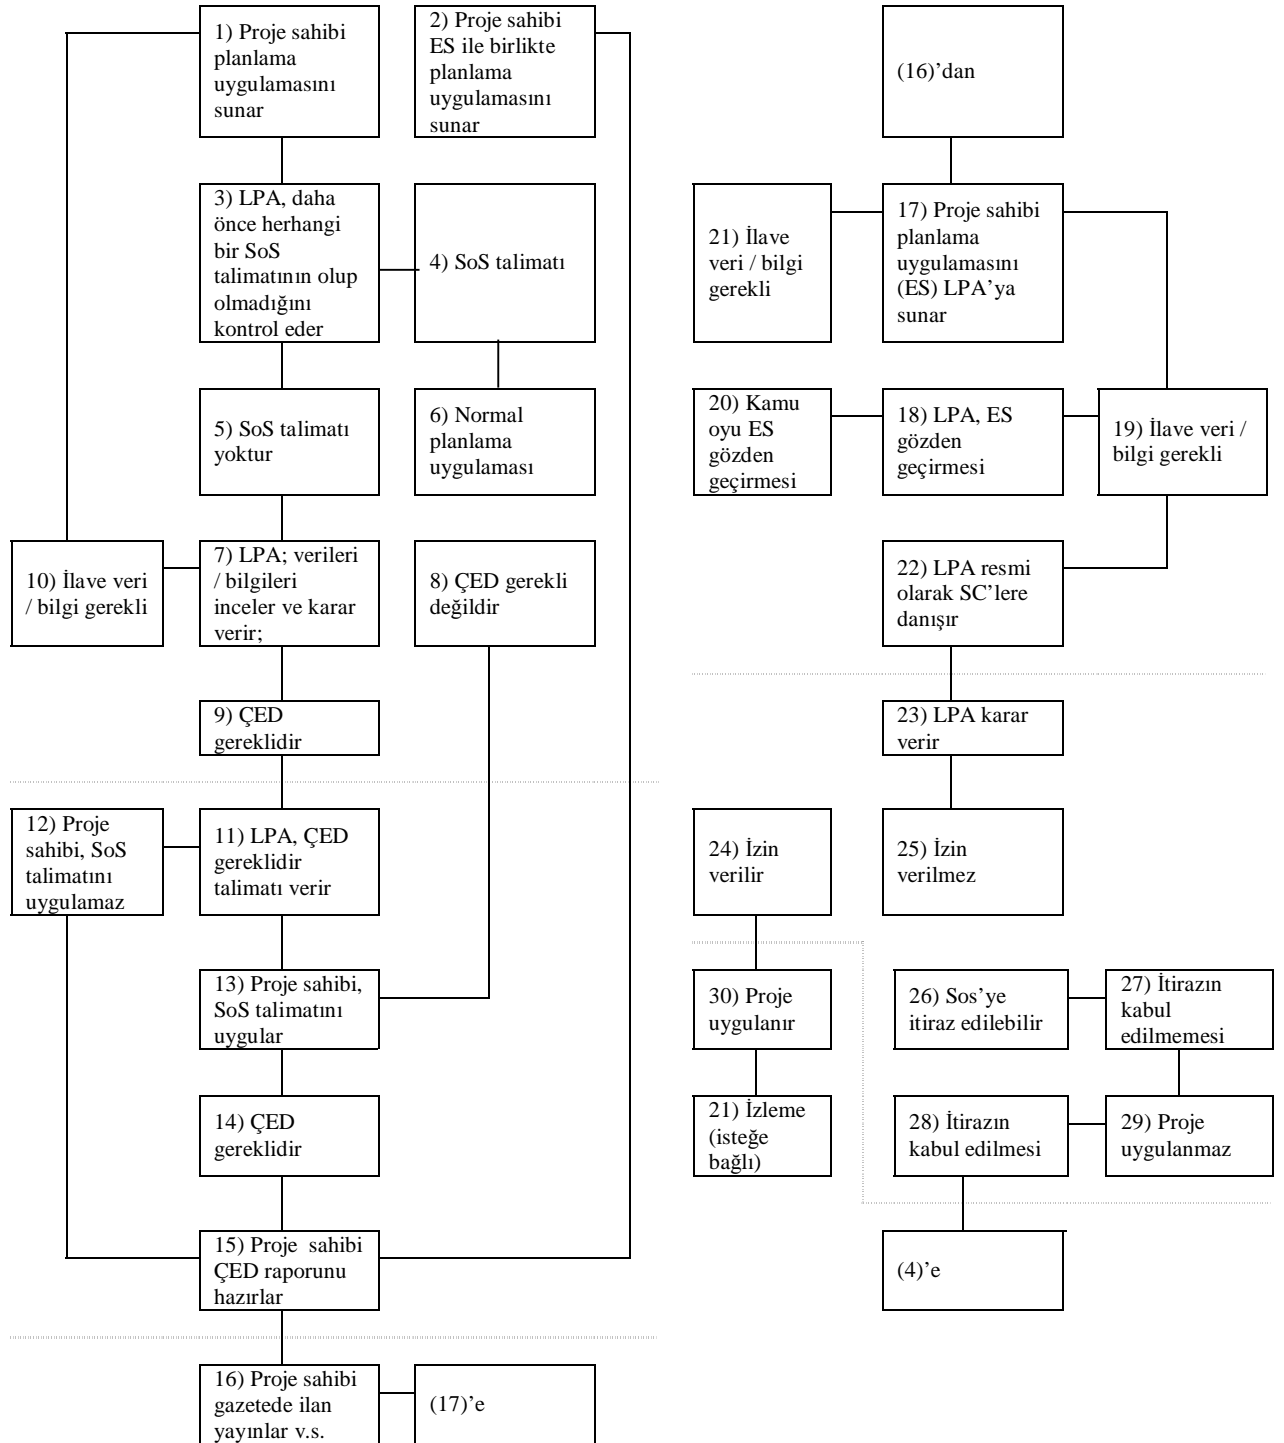 1) Proje sahibi
planlama
uygulamasını
sunar
2) Proje sahibi
ES ile birlikte
planlama
uygulamasını
sunar
3) LPA, daha
önce herhangi
bir SoS
talimatının olup
olmadığını
kontrol eder
4) SoS talimatı
5) SoS talimatı
yoktur
6) Normal
planlama
uygulaması
10) İlave veri
/ bilgi gerekli
7) LPA; verileri
/ bilgileri
inceler ve karar
verir;
8) ÇED gerekli
değildir
9) ÇED
gereklidir
12) Proje
sahibi, SoS
talimatını
uygulamaz
11) LPA, ÇED
gereklidir
talimatı verir
13) Proje sahibi,
SoS talimatını
uygular
14) ÇED
gereklidir
15) Proje sahibi
ÇED raporunu
hazırlar
16) Proje sahibi
gazetede ilan
yayınlar v.s.
(17)’e
(16)’dan
21) İlave
veri / bilgi
gerekli
17) Proje sahibi
planlama
uygulamasını
(ES) LPA’ya
sunar
20) Kamu
oyu ES
gözden
geçirmesi
18) LPA, ES
gözden
geçirmesi
19) İlave veri /
bilgi gerekli
22) LPA resmi
olarak SC’lere
danışır
23) LPA karar
verir
24) İzin
verilir
25) İzin
verilmez
30) Proje
uygulanır
26) Sos’ye
itiraz edilebilir
27) İtirazın
kabul
edilmemesi
21) İzleme
(isteğe
bağlı)
28) İtirazın
kabul edilmesi
29) Proje
uygulanmaz
(4)’e